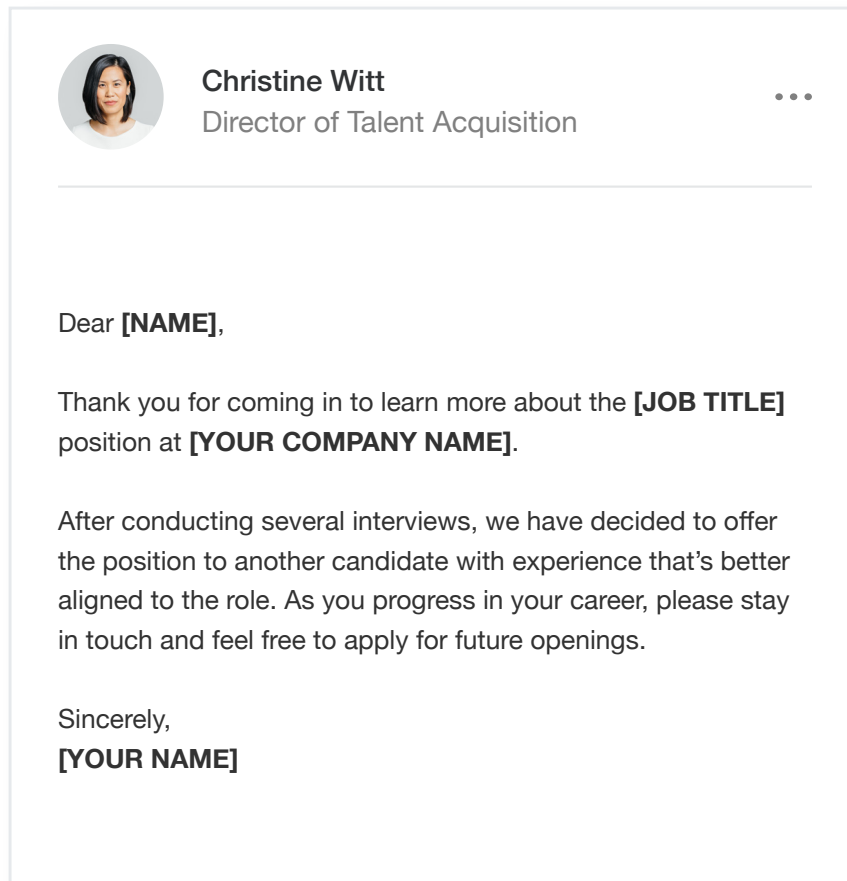 Christine Witt
Director of Talent Acquisition
Dear [NAME],
Thank you for coming in to learn more about the [JOB TITLE]
position at [YOUR COMPANY NAME].
After conducting several interviews, we have decided to offer
the position to another candidate with experience that’s better
aligned to the role. As you progress in your career, please stay
in touch and feel free to apply for future openings.
Sincerely,
[YOUR NAME]